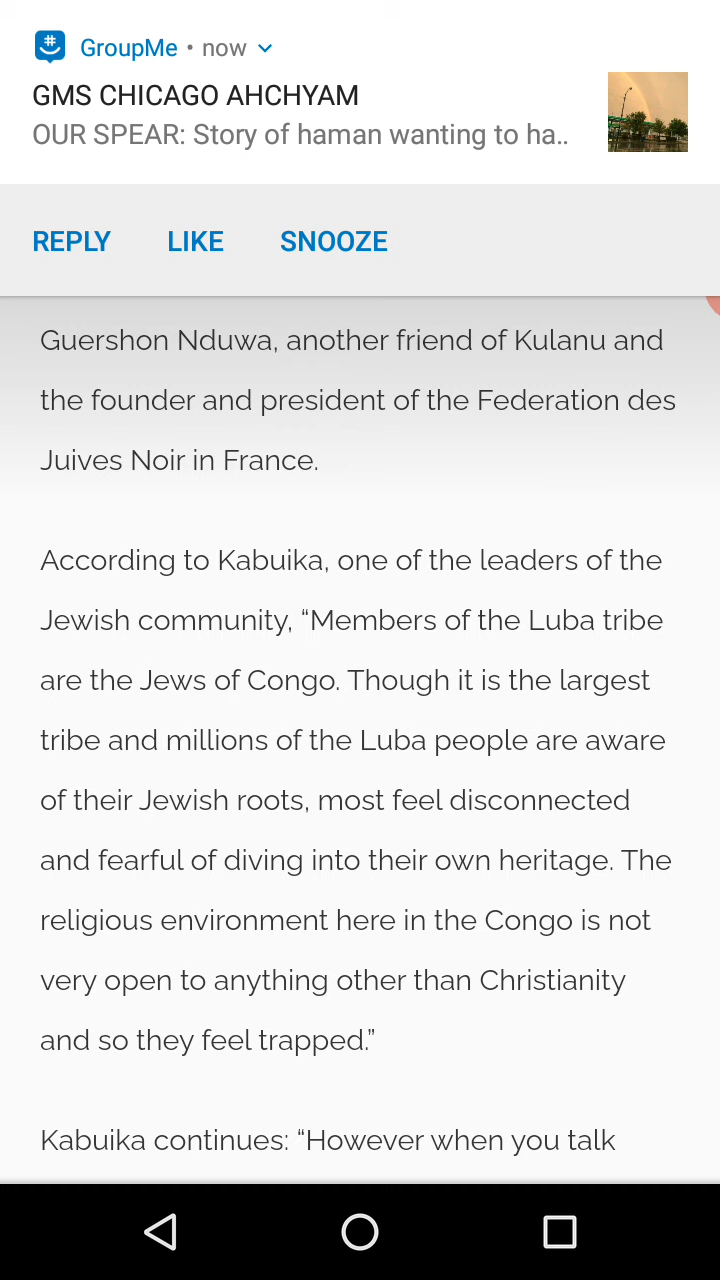 GroupMe • now
GMS CHICAGO AHCHYAM
OUR SPEAR: Story of haman wanting to ha..
REPLY LIKE SNOOZE
Guershon Nduwa, another friend of Kulanu and
the founder and president of the Federation des
Juives Noir in France.
According to Kabuika, one of the leaders of the
Jewish community, “Members of the Luba tribe
are the Jews of Congo. Though it is the largest
tribe and millions of the Luba people are aware
of their Jewish roots, most feel disconnected
and fearful of diving into their own heritage. The
religious environment here in the Congo is not
very open to anything other than Christianity
and so they feel trapped.”
Kabuika continues: “However when you talk